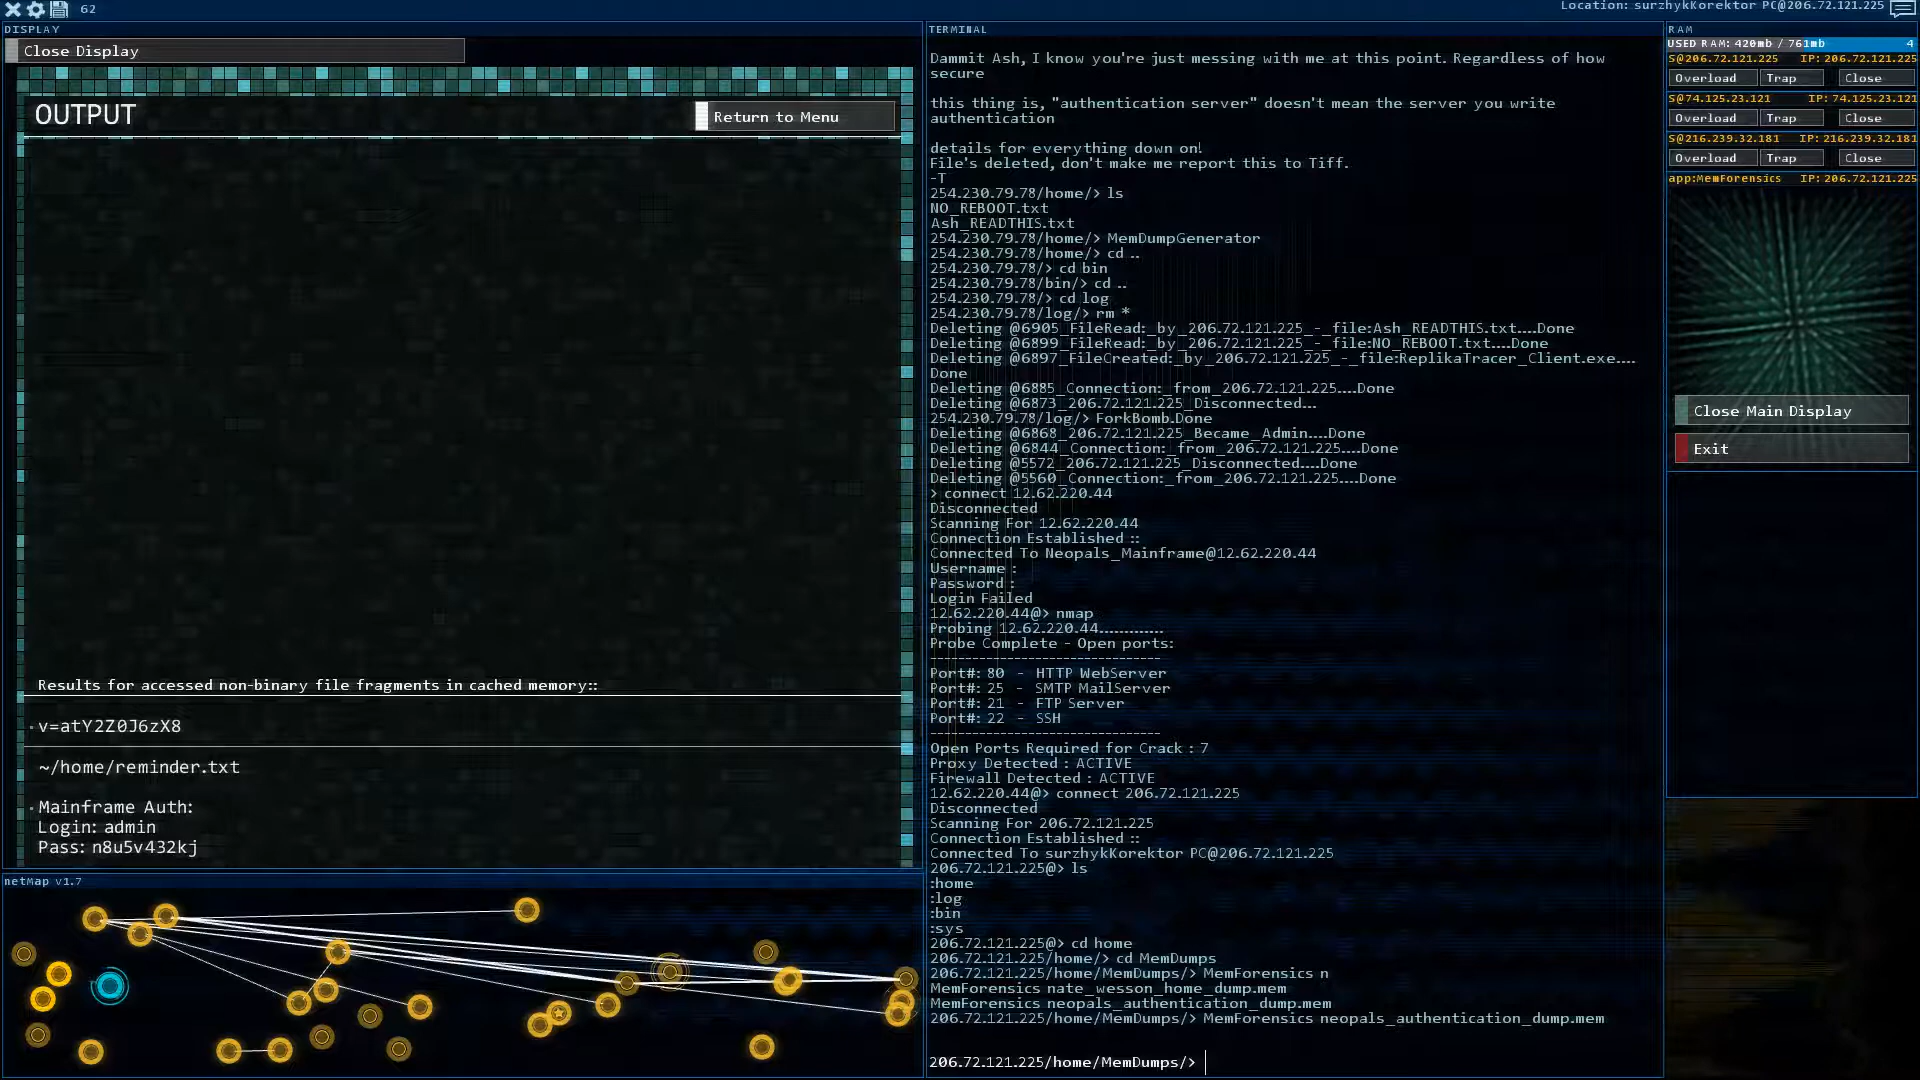 62
Location: surzhykKorektor PC@206.72.121.225
DISPLAY
Close Display
OUTPUT
Return to Menu
Results for accessed non-binary file fragments in cached memory::
v=atY2Z0J6zX8
~/home/reminder.txt
Mainframe Auth:
Login: admin
Pass: n8u5v432kj
netMap v1.7
TERMINAL
Dammit Ash, I know you're just messing with me at this point. Regardless of how
secure
this thing is, "authentication server" doesn't mean the server you write
authentication
details for everything down on!
File's deleted, don't make me report this to Tiff.
-T
254.230.79.78/home/> ls
NO_REBOOT.txt
Ash_READTHIS.txt
254.230.79.78/home/> MemDumpGenerator
254.230.79.78/home/> cd ..
254.230.79.78/> cd bin
254.230.79.78/bin/> cd ..
254.230.79.78/> cd log
254.230.79.78/log/> rm *
Deleting @6905_FileRead:_by_206.72.121.225_-_file:Ash_READTHIS.txt....Done
Deleting @6899_FileRead:_by_206.72.121.225_-_file:NO_REBOOT.txt....Done
Deleting @6897_FileCreated:_by_206.72.121.225_-_file:ReplikaTracer_Client.exe....
Done
Deleting @6885_Connection:_from_206.72.121.225....Done
Deleting @6873_206.72.121.225_Disconnected...
254.230.79.78/log/> ForkBomb.Done
Deleting @6868_206.72.121.225_Became_Admin....Done
Deleting @6844_Connection:_from_206.72.121.225....Done
Deleting @5572_206.72.121.225_Disconnected....Done
Deleting @5560_Connection:_from_206.72.121.225....Done
> connect 12.62.220.44
Disconnected
Scanning For 12.62.220.44
Connection Established ::
Connected To Neopals_Mainframe@12.62.220.44
Username :
Password :
Login Failed
12.62.220.44@> nmap
Probing 12.62.220.44.............
Probe Complete - Open ports:
---------------------------------
Port#: 80  -  HTTP WebServer
Port#: 25  -  SMTP MailServer
Port#: 21  -  FTP Server
Port#: 22  -  SSH
---------------------------------
Open Ports Required for Crack : 7
Proxy Detected : ACTIVE
Firewall Detected : ACTIVE
12.62.220.44@> connect 206.72.121.225
Disconnected
Scanning For 206.72.121.225
Connection Established ::
Connected To surzhykKorektor PC@206.72.121.225
206.72.121.225@> ls
:home
:log
:bin
:sys
206.72.121.225@> cd home
206.72.121.225/home/> cd MemDumps
206.72.121.225/home/MemDumps/> MemForensics n
MemForensics nate_wesson_home_dump.mem
MemForensics neopals_authentication_dump.mem
206.72.121.225/home/MemDumps/> MemForensics neopals_authentication_dump.mem
206.72.121.225/home/MemDumps/>
RAM
USED RAM: 420mb / 761mb 4
S@206.72.121.225 IP: 206.72.121.225
Overload Trap Close
S@74.125.23.121 IP: 74.125.23.121
Overload Trap Close
S@216.239.32.181 IP: 216.239.32.181
Overload Trap Close
app:MemForensics IP: 206.72.121.225
Close Main Display
Exit